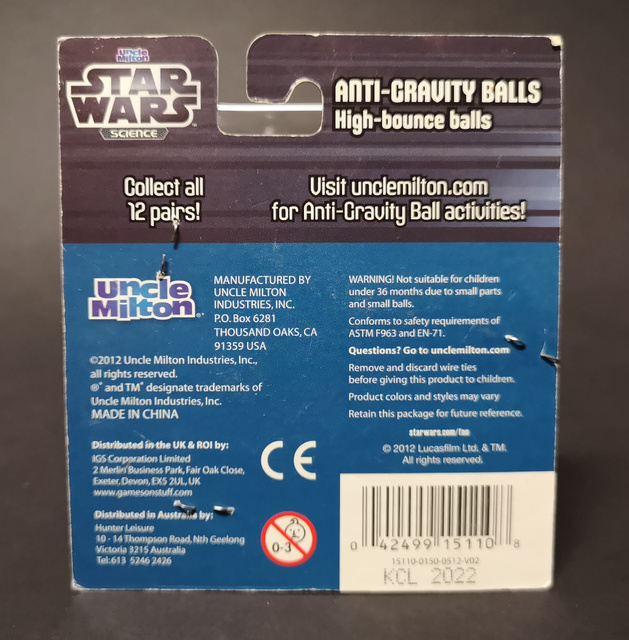 Uncle
Milton
STAR
WARS
SCIENCE
ANTI-GRAVITY BALLS
High-bounce balls
Collect all
12 pairs!
Visit unclemilton.com
for Anti-Gravity Ball activities!
Uncle
Milton®
MANUFACTURED BY
UNCLE MILTON
INDUSTRIES, INC.
P.O. Box 6281
THOUSAND OAKS, CA
91359 USA
©2012 Uncle Milton Industries, Inc.,
all rights reserved.
®* and TM* designate trademarks of
Uncle Milton Industries, Inc.
MADE IN CHINA
Distributed in the UK & ROI by:
IGS Corporation Limited
2 Merlin Business Park, Fair Oak Close,
Exeter, Devon, EX5 2UL, UK
www.gamesonstuff.com
Distributed in Australia by:
Hunter Leisure
10 - 14 Thompson Road, Nth Geelong
Victoria 3215 Australia
Tel: 613 5246 2426
CE
0-3
WARNING! Not suitable for children
under 36 months due to small parts
and small balls.
Conforms to safety requirements of
ASTM F963 and EN-71.
Questions? Go to unclemilton.com
Remove and discard wire ties
before giving this product to children.
Product colors and styles may vary
Retain this package for future reference.
starwars.com/fan
© 2012 Lucasfilm Ltd. & TM.
All rights reserved.
0 42499 15110 8
15110-0150-0512-V02
KCL 2022